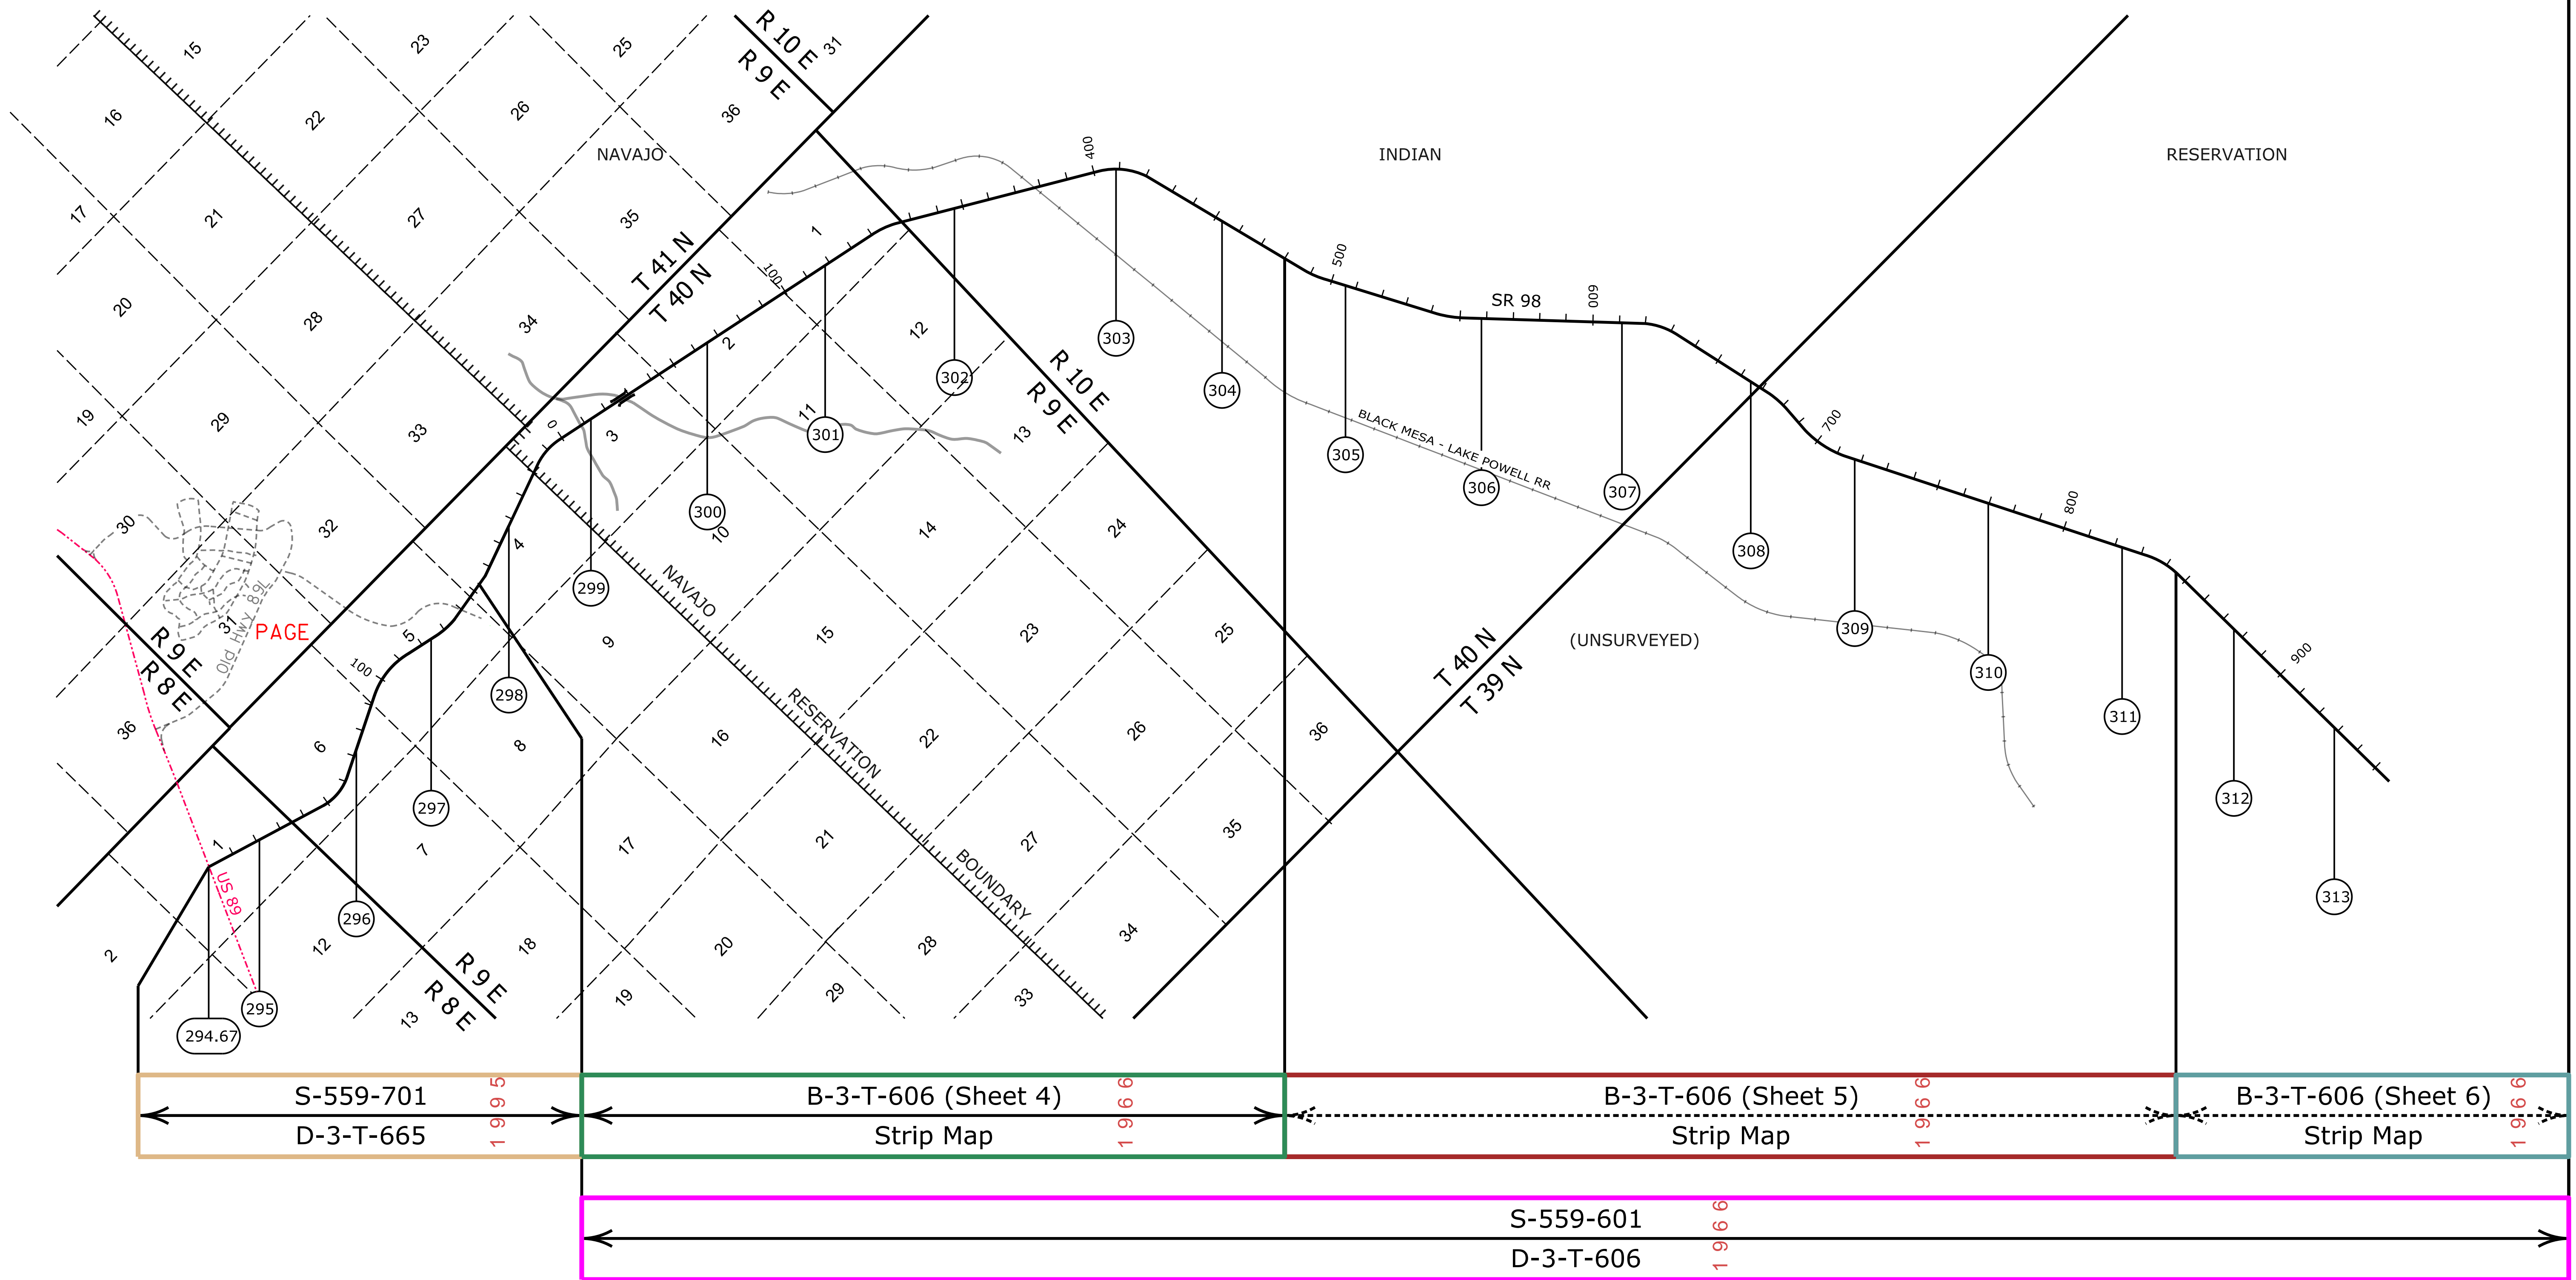 R 10 E
R 9 E
31
15
23
25
16
22
26
36
17
21
27
35
20
28
34
19
29
33
30
32
31
36
NAVAJO
INDIAN
RESERVATION
T 41 N
T 40 N
400
500
SR 98
600
700
800
900
1
100
2
12
11
3
0
10
4
13
14
24
R 10 E
R 9 E
BLACK MESA - LAKE POWELL RR
(UNSURVEYED)
T 40 N
T 39 N
PAGE
Old Hwy 89L
R 9 E
R 8 E
5
100
6
NAVAJO
RESERVATION
BOUNDARY
9
15
23
25
8
16
22
26
36
7
17
21
27
35
1
US 89
2
12
18
20
28
34
13
19
29
33
R 9 E
R 8 E
294.67
295
296
297
298
299
300
301
302
303
304
305
306
307
308
309
310
311
312
313
S-559-701
D-3-T-665
1995
B-3-T-606 (Sheet 4)
Strip Map
1966
B-3-T-606 (Sheet 5)
Strip Map
1966
B-3-T-606 (Sheet 6)
Strip Map
1966
S-559-601
D-3-T-606
1966